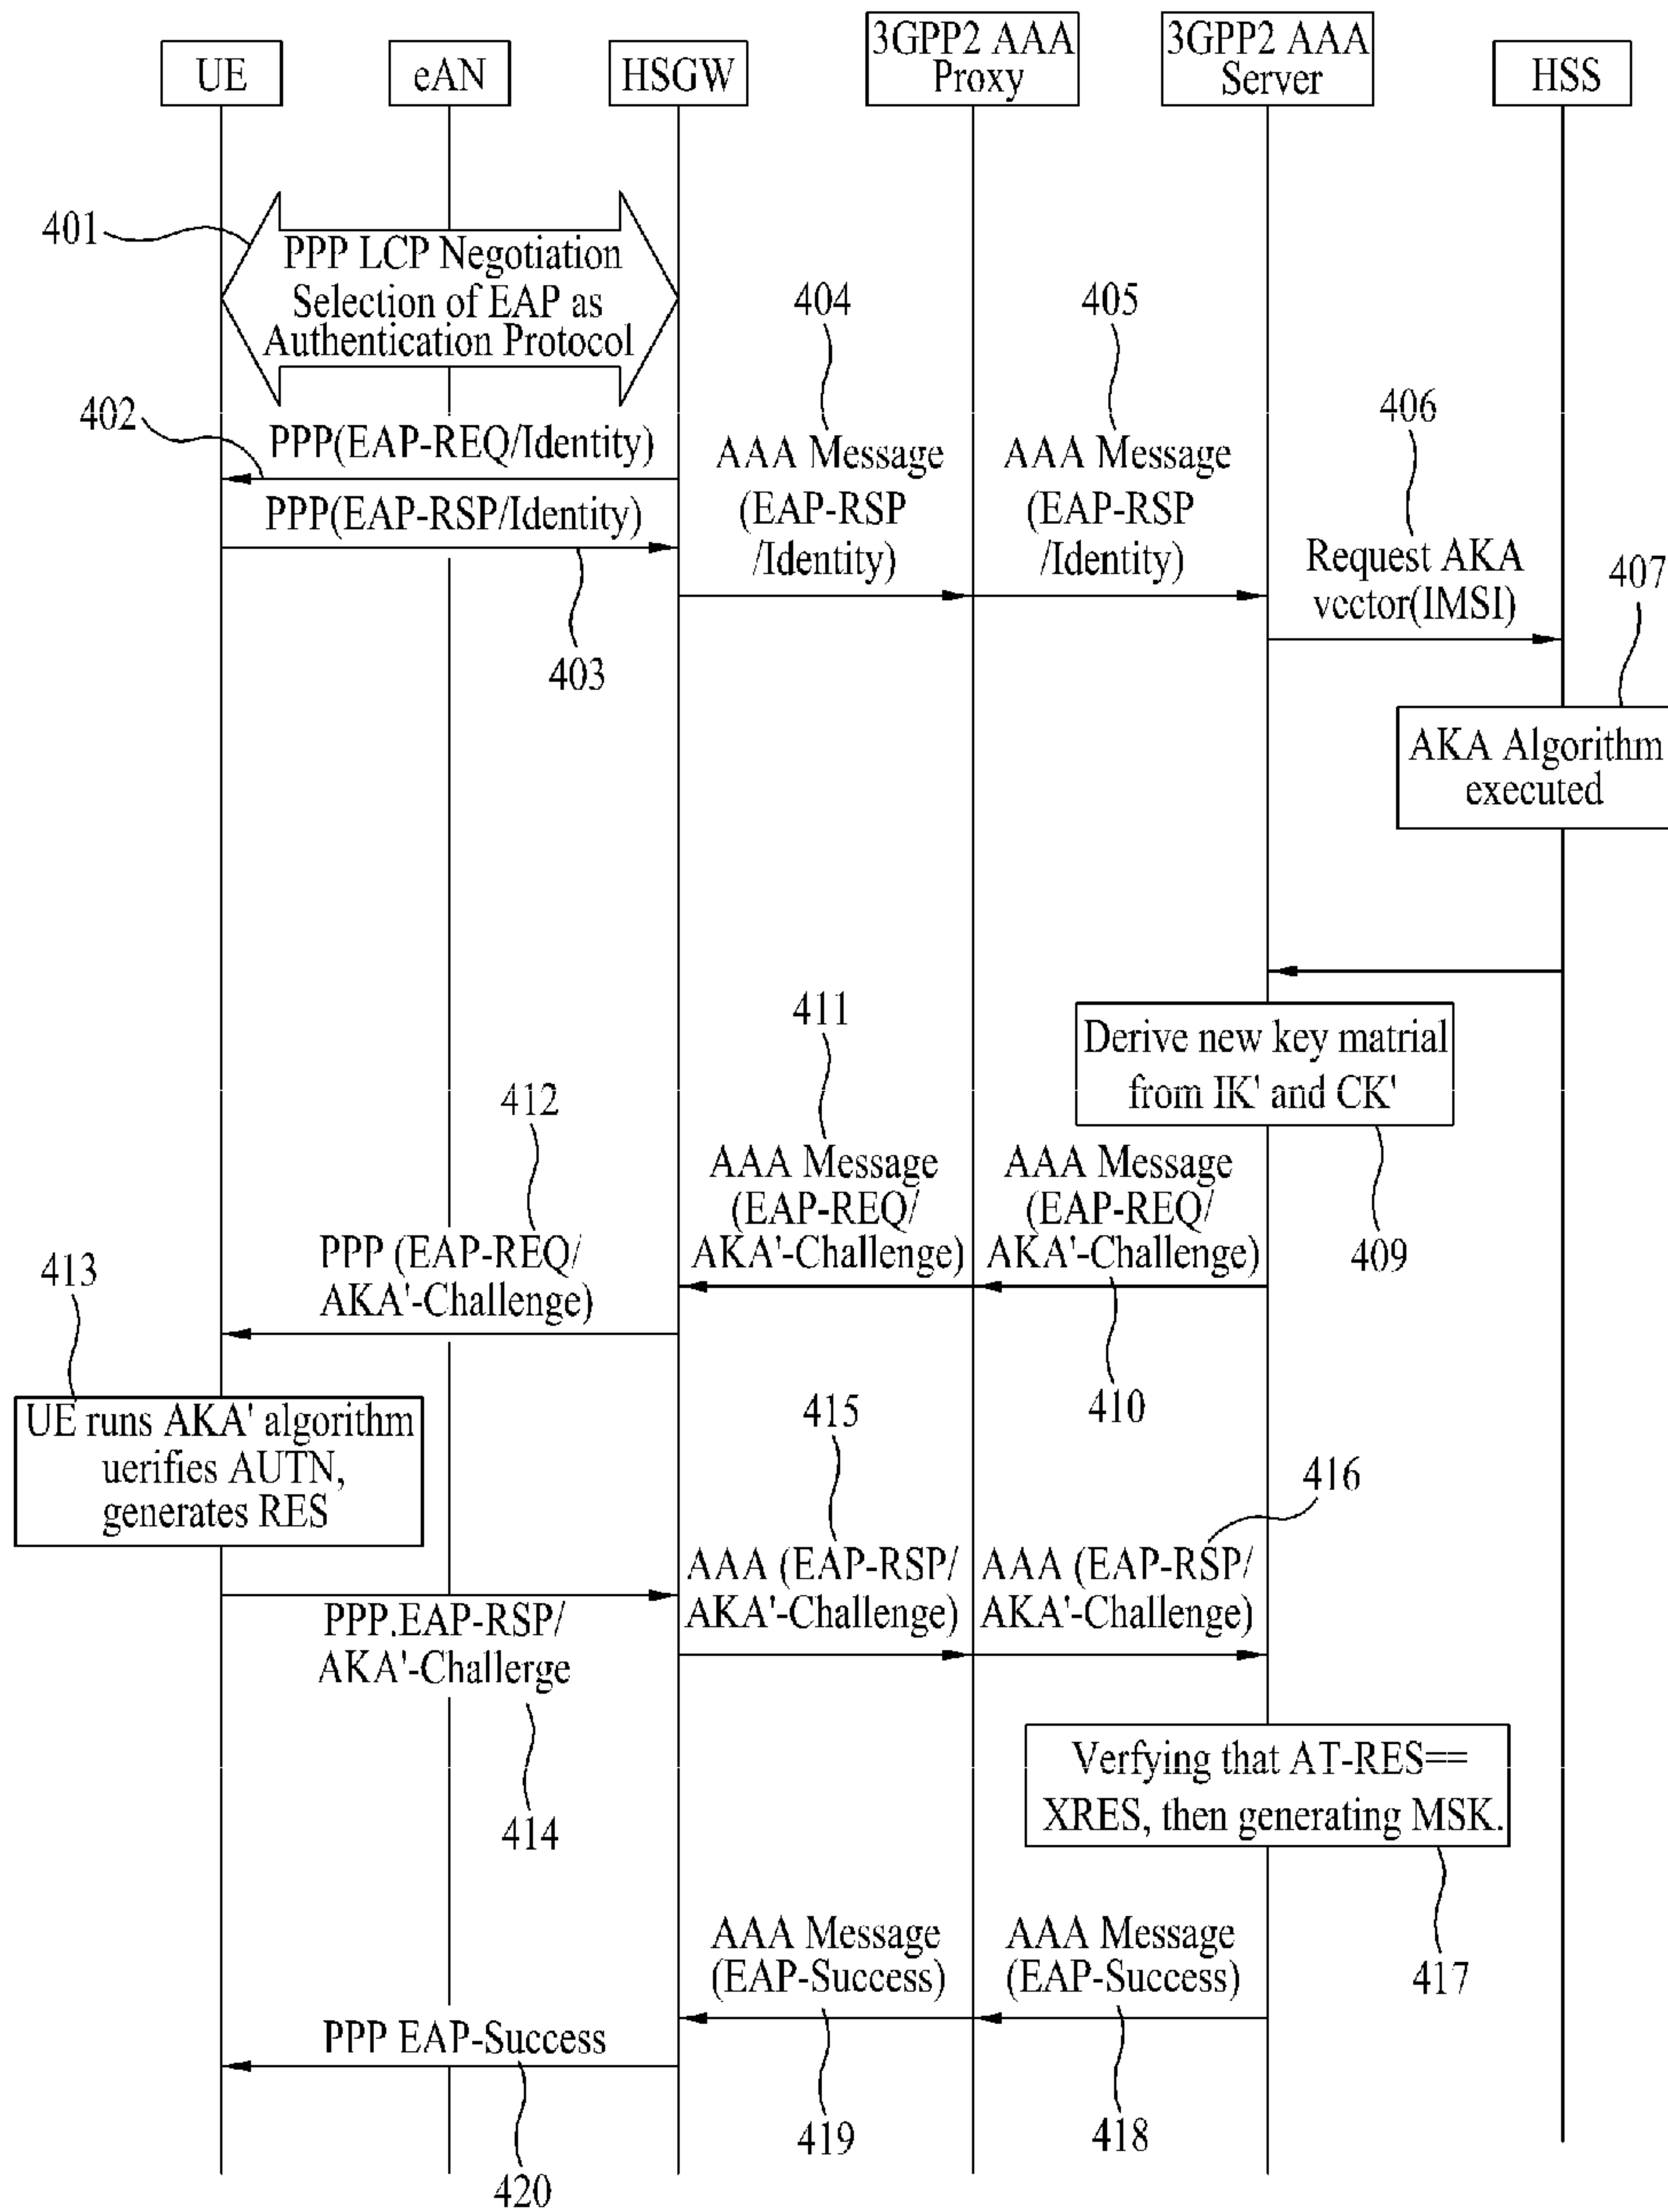 UE
eAN
HSGW
3GPP2 AAA
Proxy
3GPP2 AAA
Server
HSS
401
PPP LCP Negotiation
Selection of EAP as
Authentication Protocol
402
PPP(EAP-REQ/Identity)
PPP(EAP-RSP/Identity)
403
404
AAA Message
(EAP-RSP
/Identity)
405
AAA Message
(EAP-RSP
/Identity)
406
Request AKA
vector(IMSI)
407
AKA Algorithm
executed
Derive new key matrial
from IK' and CK'
409
411
AAA Message
(EAP-REQ/
AKA'-Challenge)
AAA Message
(EAP-REQ/
AKA'-Challenge)
410
412
PPP (EAP-REQ/
AKA'-Challenge)
413
UE runs AKA' algorithm
uerifies AUTN,
generates RES
PPP.EAP-RSP/
AKA'-Challerge
414
415
AAA (EAP-RSP/
AKA'-Challenge)
416
AAA (EAP-RSP/
AKA'-Challenge)
Verfying that AT-RES==
XRES, then generating MSK.
417
AAA Message
(EAP-Success)
419
AAA Message
(EAP-Success)
418
PPP EAP-Success
420